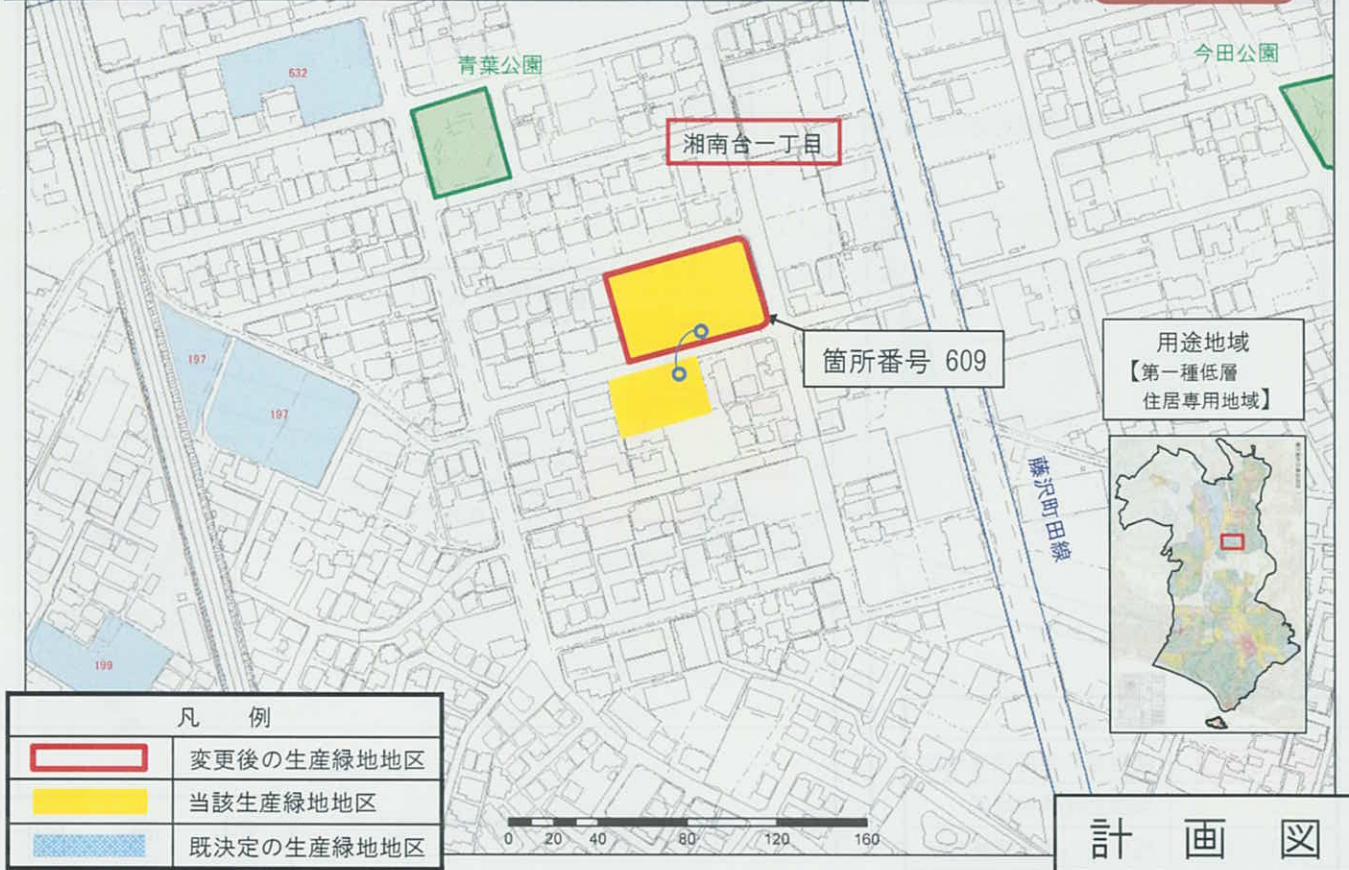 632
青葉公園
今田公園
湘南台一丁目
箇所番号 609
197
197
用途地域
【第一種低層
住居専用地域】
藤沢町田線
199
凡 例
変更後の生産緑地地区
当該生産緑地地区
既決定の生産緑地地区
0 20 40 80 120 160
計 画 図